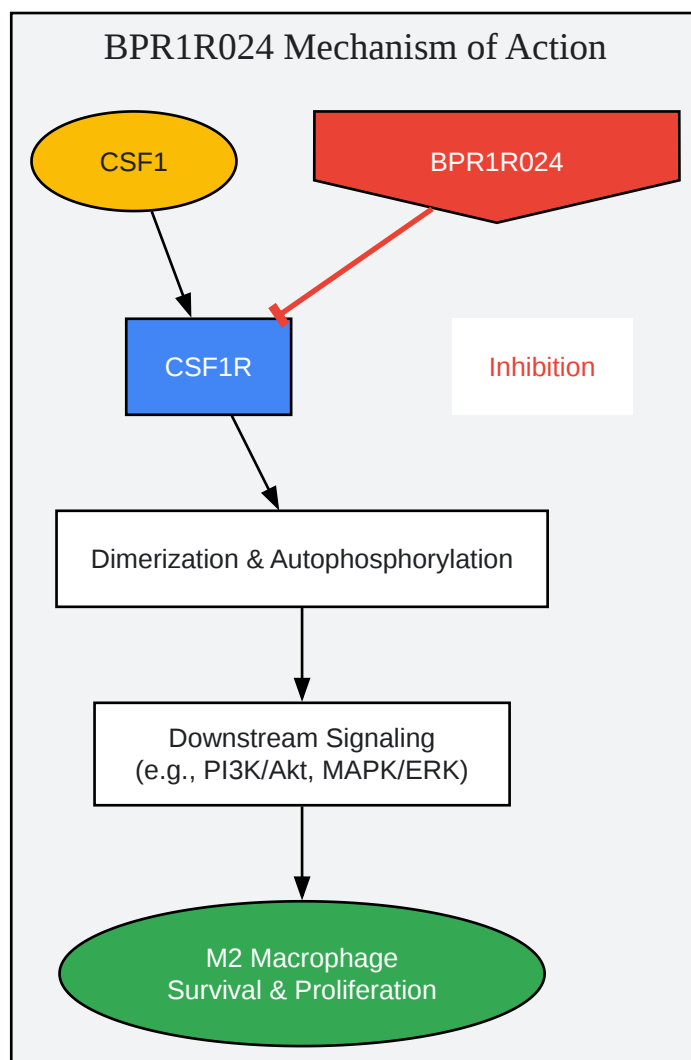 BPR1R024 Mechanism of Action
CSF1
BPR1R024
CSF1R
Inhibition
Dimerization & Autophosphorylation
Downstream Signaling
(e.g., PI3K/Akt, MAPK/ERK)
M2 Macrophage
Survival & Proliferation